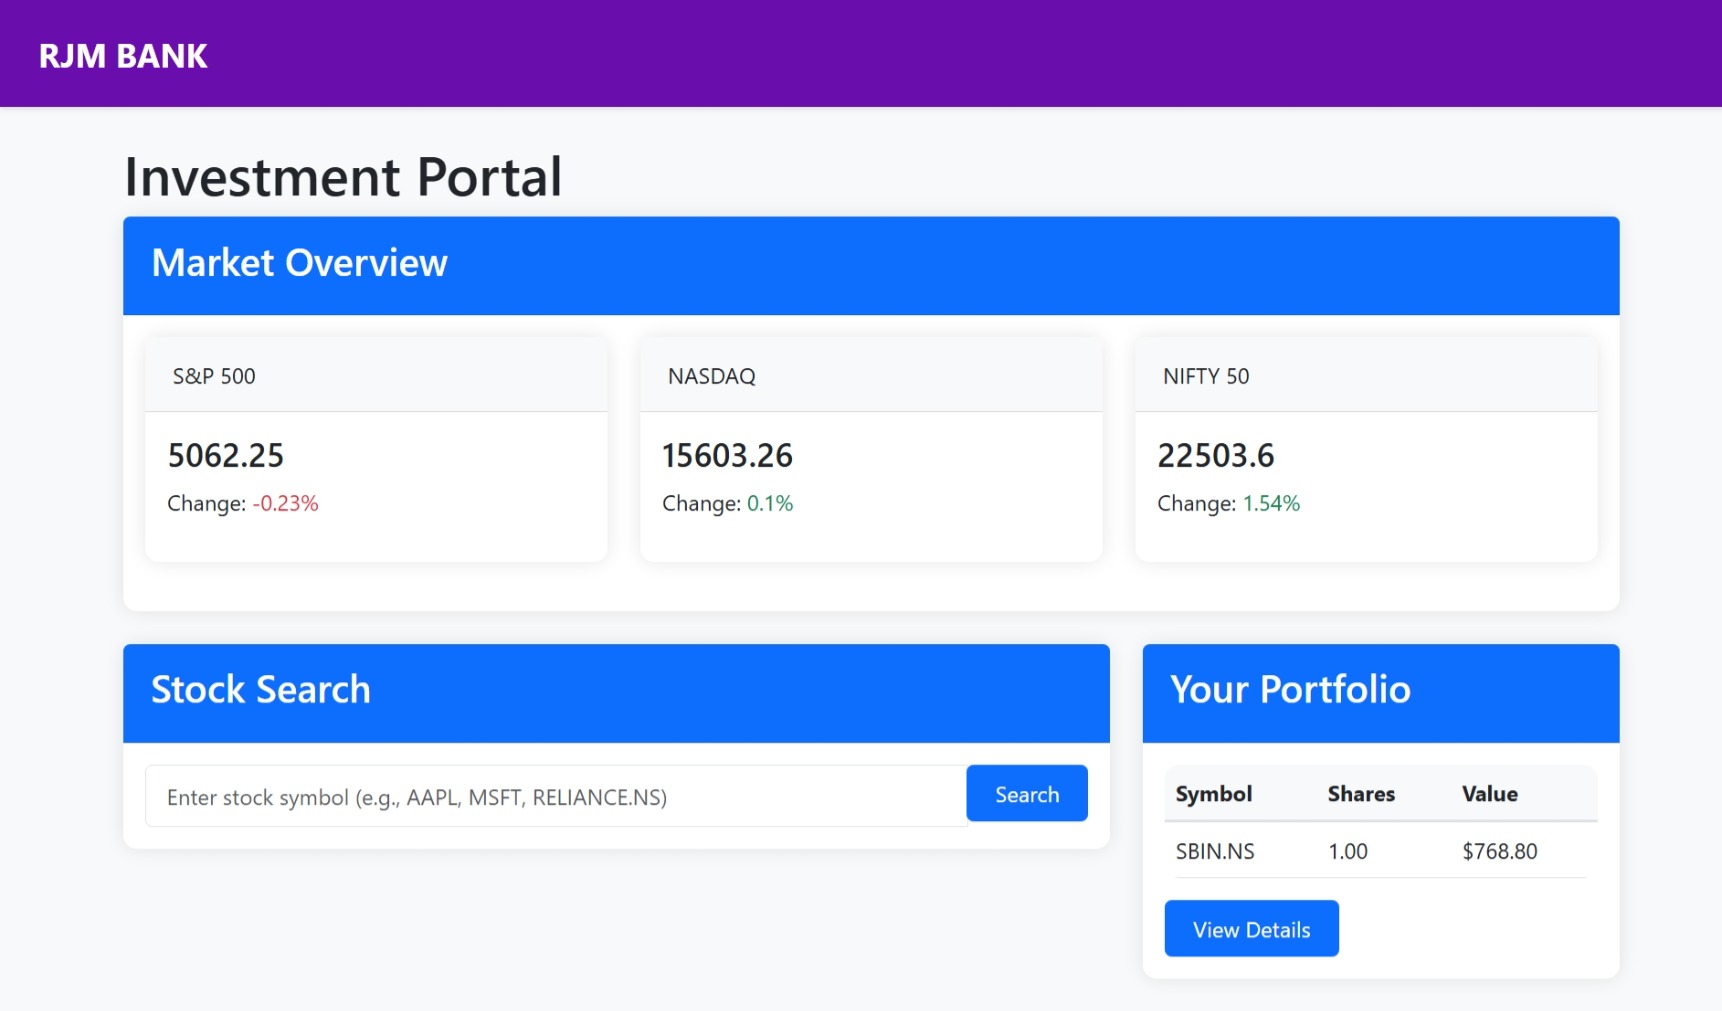 RJM BANK
Investment Portal
Market Overview
S&P 500
5062.25
Change: -0.23%
NASDAQ
15603.26
Change: 0.1%
NIFTY 50
22503.6
Change: 1.54%
Stock Search
Enter stock symbol (e.g., AAPL, MSFT, RELIANCE.NS)
Search
Your Portfolio
Symbol Shares Value
SBIN.NS 1.00 $768.80
View Details